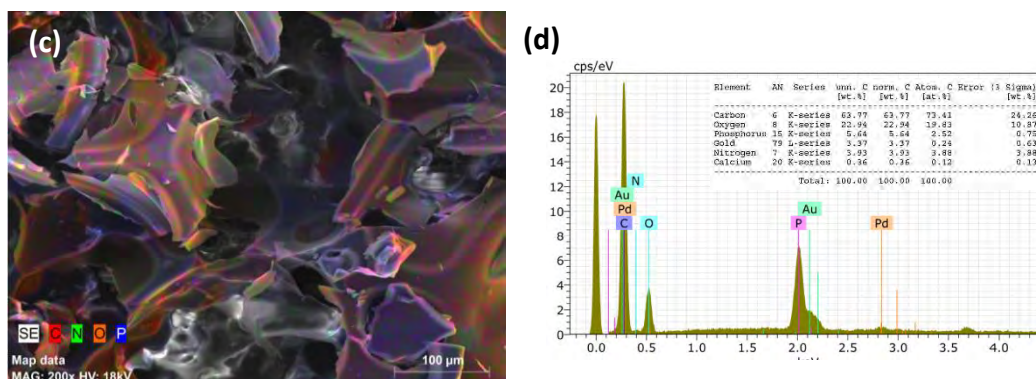 (c)
SE C N O P
Map data
MAG: 200x HV: 18kV
100 µm
(d)
cps/eV
Element AN Series unn. C norm. C Atom. C Error (3 Sigma)
[wt.%] [wt.%] [at.%] [wt.%]
Carbon 6 K-series 63.77 63.77 73.41 24.26
Oxygen 8 K-series 22.94 22.94 19.83 10.87
Phosphorus 15 K-series 5.64 5.64 2.52 0.75
Gold 79 L-series 3.37 3.37 0.24 0.63
Nitrogen 7 K-series 3.93 3.93 3.88 3.88
Calcium 20 K-series 0.36 0.36 0.12 0.13
Total: 100.00 100.00 100.00
20
18
16
14
12
10
8
6
4
2
0
N
Au
Pd
C
O
Au
P
Pd
0.0 0.5 1.0 1.5 2.0 2.5 3.0 3.5 4.0